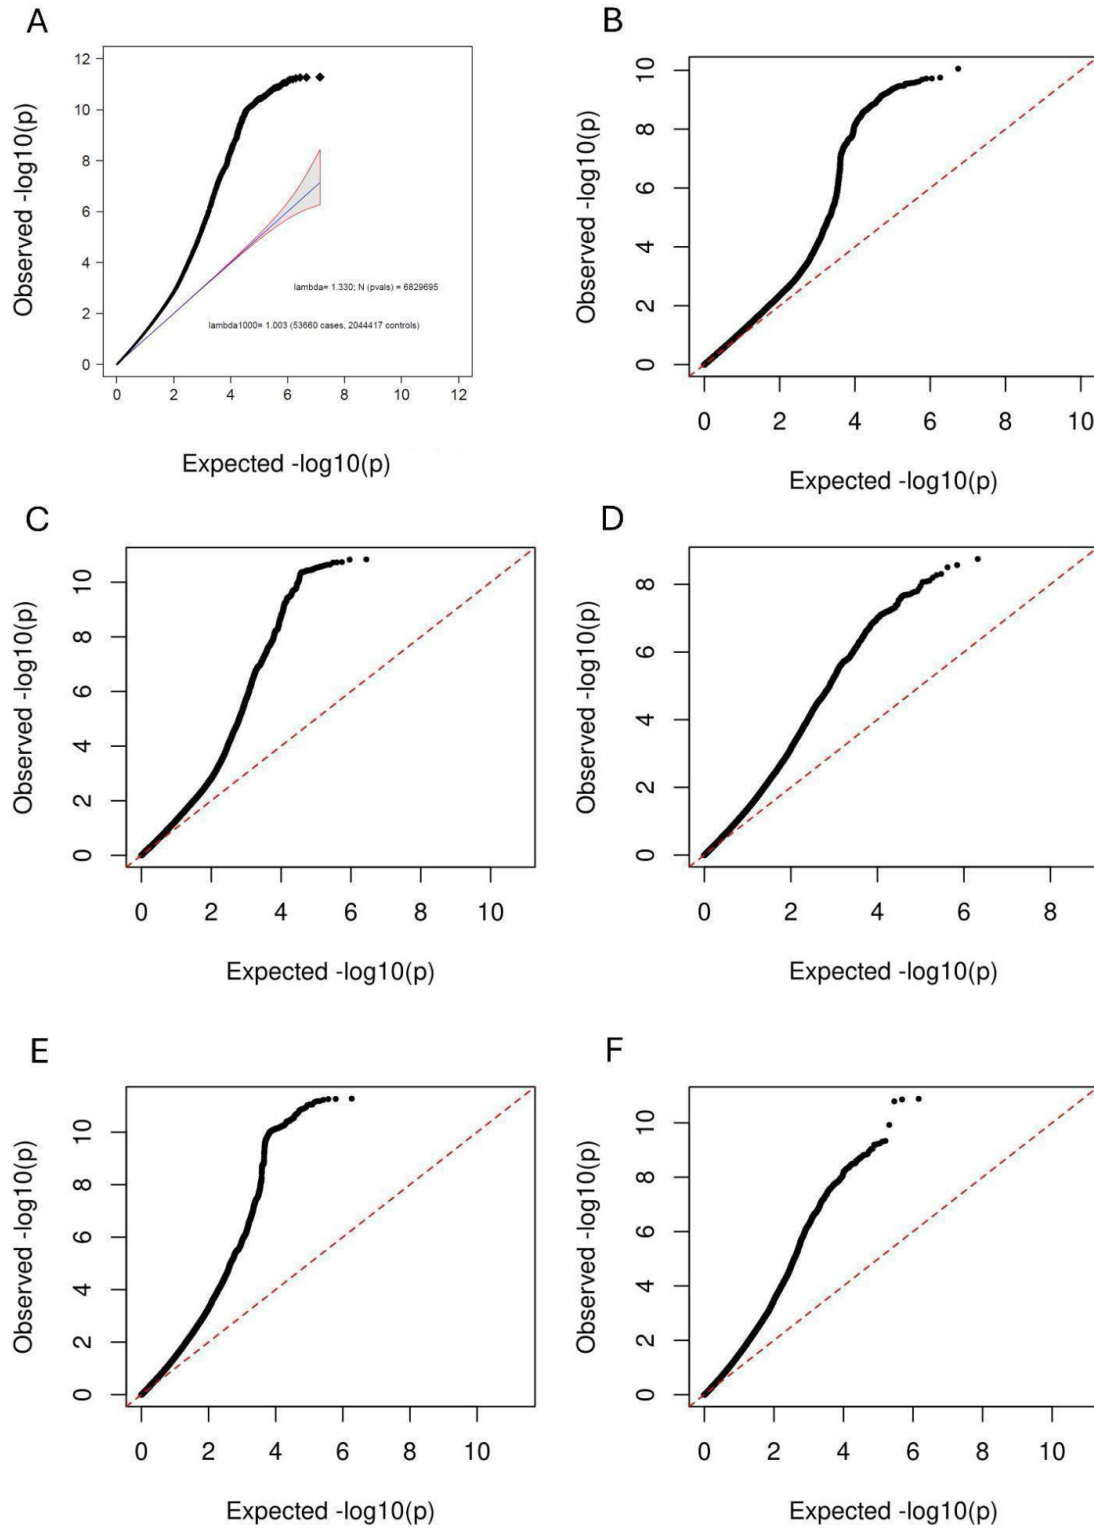 A
Observed -log10(p)
12
10
8
6
4
2
0
lambda= 1.330; N (pvals) = 6829695
lambda1000= 1.003 (53660 cases, 2044417 controls)
0 2 4 6 8 10 12
Expected -log10(p)
B
Observed -log10(p)
10
8
6
4
2
0
0 2 4 6 8 10
Expected -log10(p)
C
Observed -log10(p)
10
8
6
4
2
0
0 2 4 6 8 10
Expected -log10(p)
D
Observed -log10(p)
8
6
4
2
0
0 2 4 6 8
Expected -log10(p)
E
Observed -log10(p)
10
8
6
4
2
0
0 2 4 6 8 10
Expected -log10(p)
F
Observed -log10(p)
10
8
6
4
2
0
0 2 4 6 8 10
Expected -log10(p)